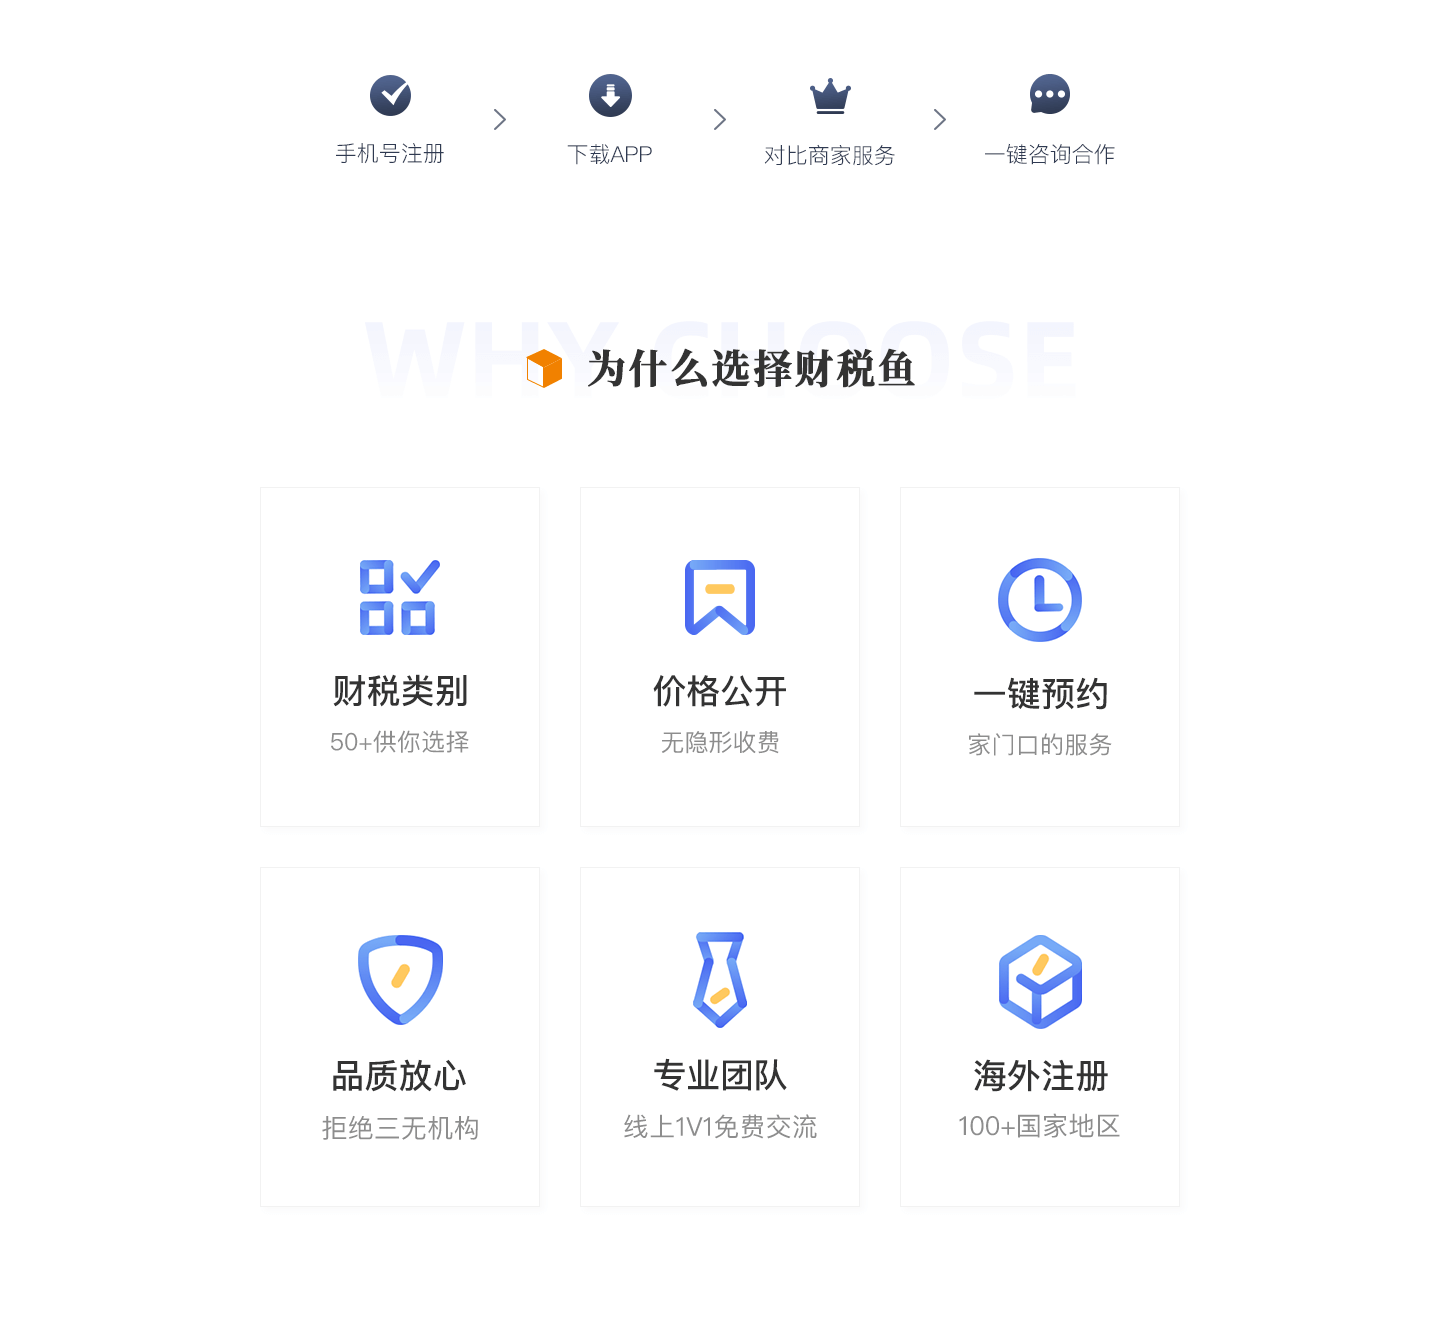 手机号注册
下载APP
对比商家服务
一键咨询合作
WHY CHOOSE
为什么选择财税鱼
财税类别
50+供你选择
价格公开
无隐形收费
一键预约
家门口的服务
品质放心
拒绝三无机构
专业团队
线上1V1免费交流
海外注册
100+国家地区